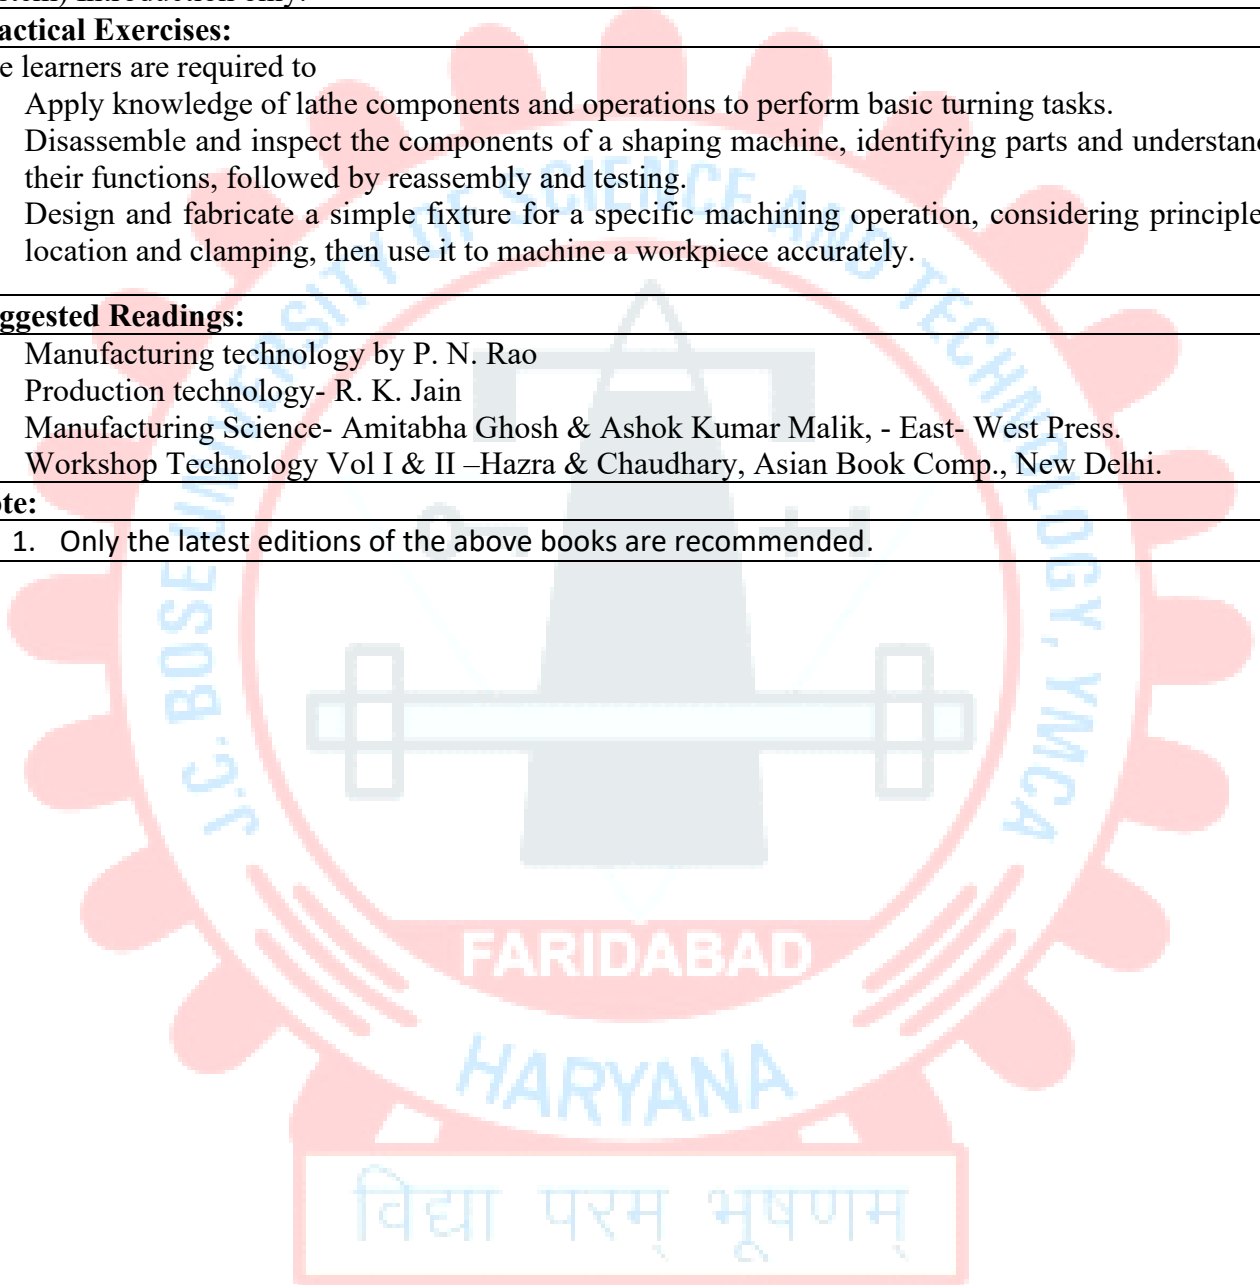 actical Exercises:
e learners are required to
Apply knowledge of lathe components and operations to perform basic turning tasks.
Disassemble and inspect the components of a shaping machine, identifying parts and understand
their functions, followed by reassembly and testing.
Design and fabricate a simple fixture for a specific machining operation, considering principle
location and clamping, then use it to machine a workpiece accurately.
ggested Readings:
Manufacturing technology by P. N. Rao
Production technology- R. K. Jain
Manufacturing Science- Amitabha Ghosh & Ashok Kumar Malik, - East- West Press.
Workshop Technology Vol I & II –Hazra & Chaudhary, Asian Book Comp., New Delhi.
te:
1. Only the latest editions of the above books are recommended.
J.C. BOSE UNIVERSITY OF SCIENCE AND TECHNOLOGY, YMCA
FARIDABAD
HARYANA
विद्या परम् भूषणम्